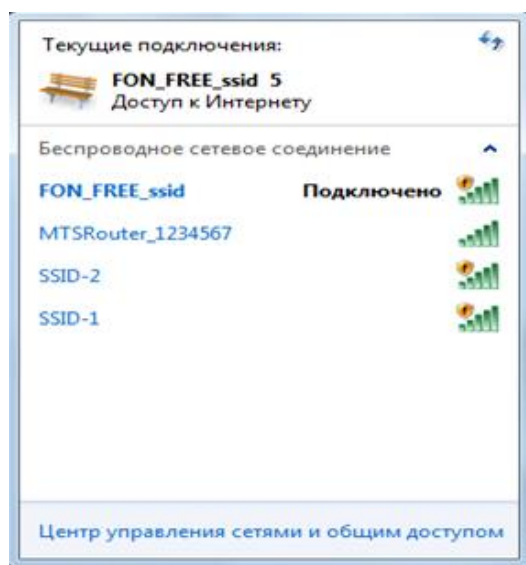 Текущие подключения:
FON_FREE_ssid 5
Доступ к Интернету
Беспроводное сетевое соединение
FON_FREE_ssid Подключено
MTSRouter_1234567
SSID-2
SSID-1
Центр управления сетями и общим доступом